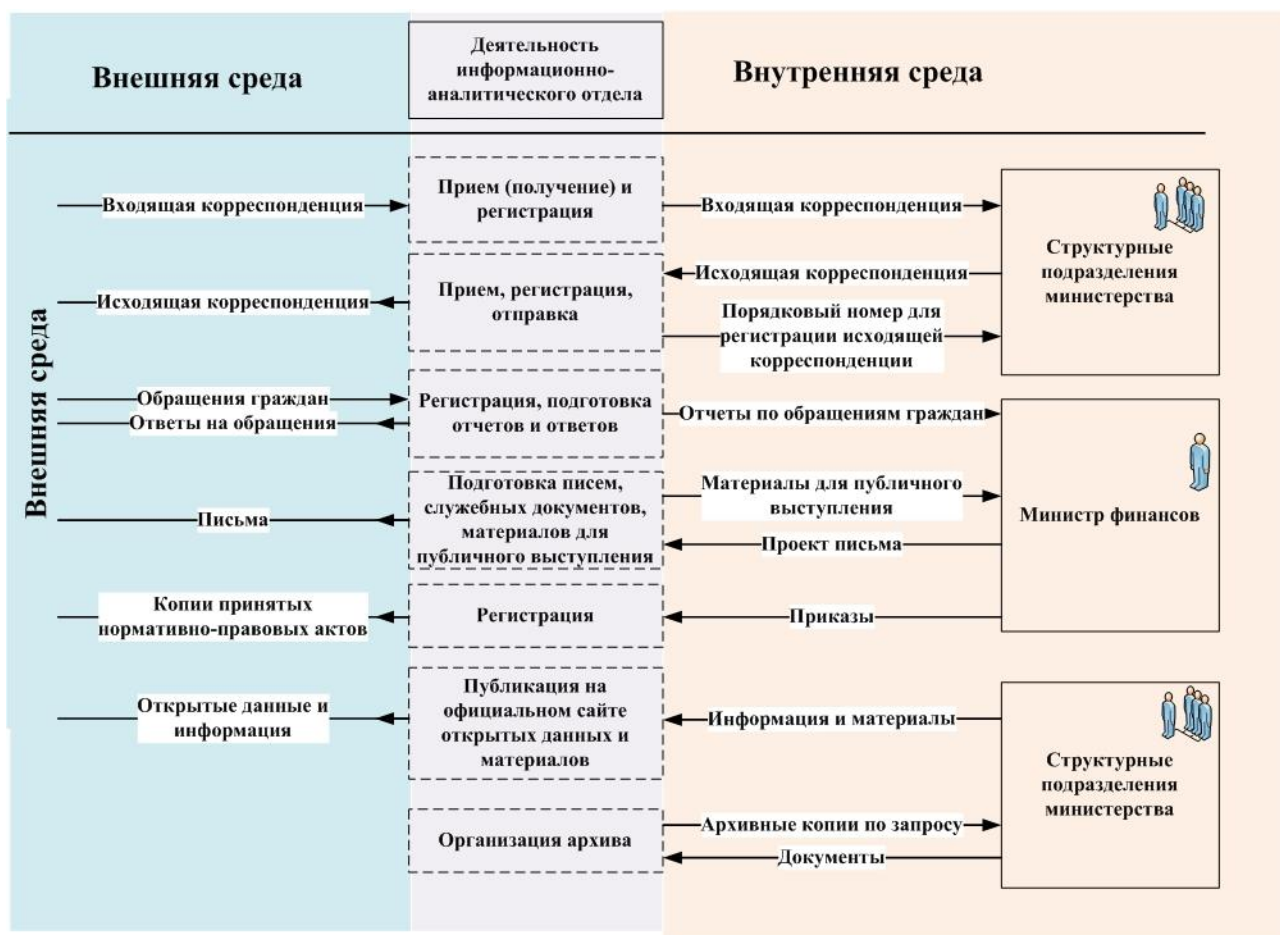 Внешняя среда
Деятельность
информационно-
аналитического отдела
Внутренняя среда
Внешняя среда
Входящая корреспонденция
Прием (получение) и
регистрация
Входящая корреспонденция
Структурные
подразделения
министерства
Исходящая корреспонденция
Прием, регистрация,
отправка
Исходящая корреспонденция
Порядковый номер для
регистрации исходящей
корреспонденции
Обращения граждан
Ответы на обращения
Регистрация, подготовка
отчетов и ответов
Отчеты по обращениям граждан
Министр финансов
Письма
Подготовка писем,
служебных документов,
материалов для
публичного выступления
Материалы для публичного
выступления
Проект письма
Копии принятых
нормативно-правовых актов
Регистрация
Приказы
Открытые данные и
информация
Публикация на
официальном сайте
открытых данных и
материалов
Информация и материалы
Структурные
подразделения
министерства
Организация архива
Архивные копии по запросу
Документы